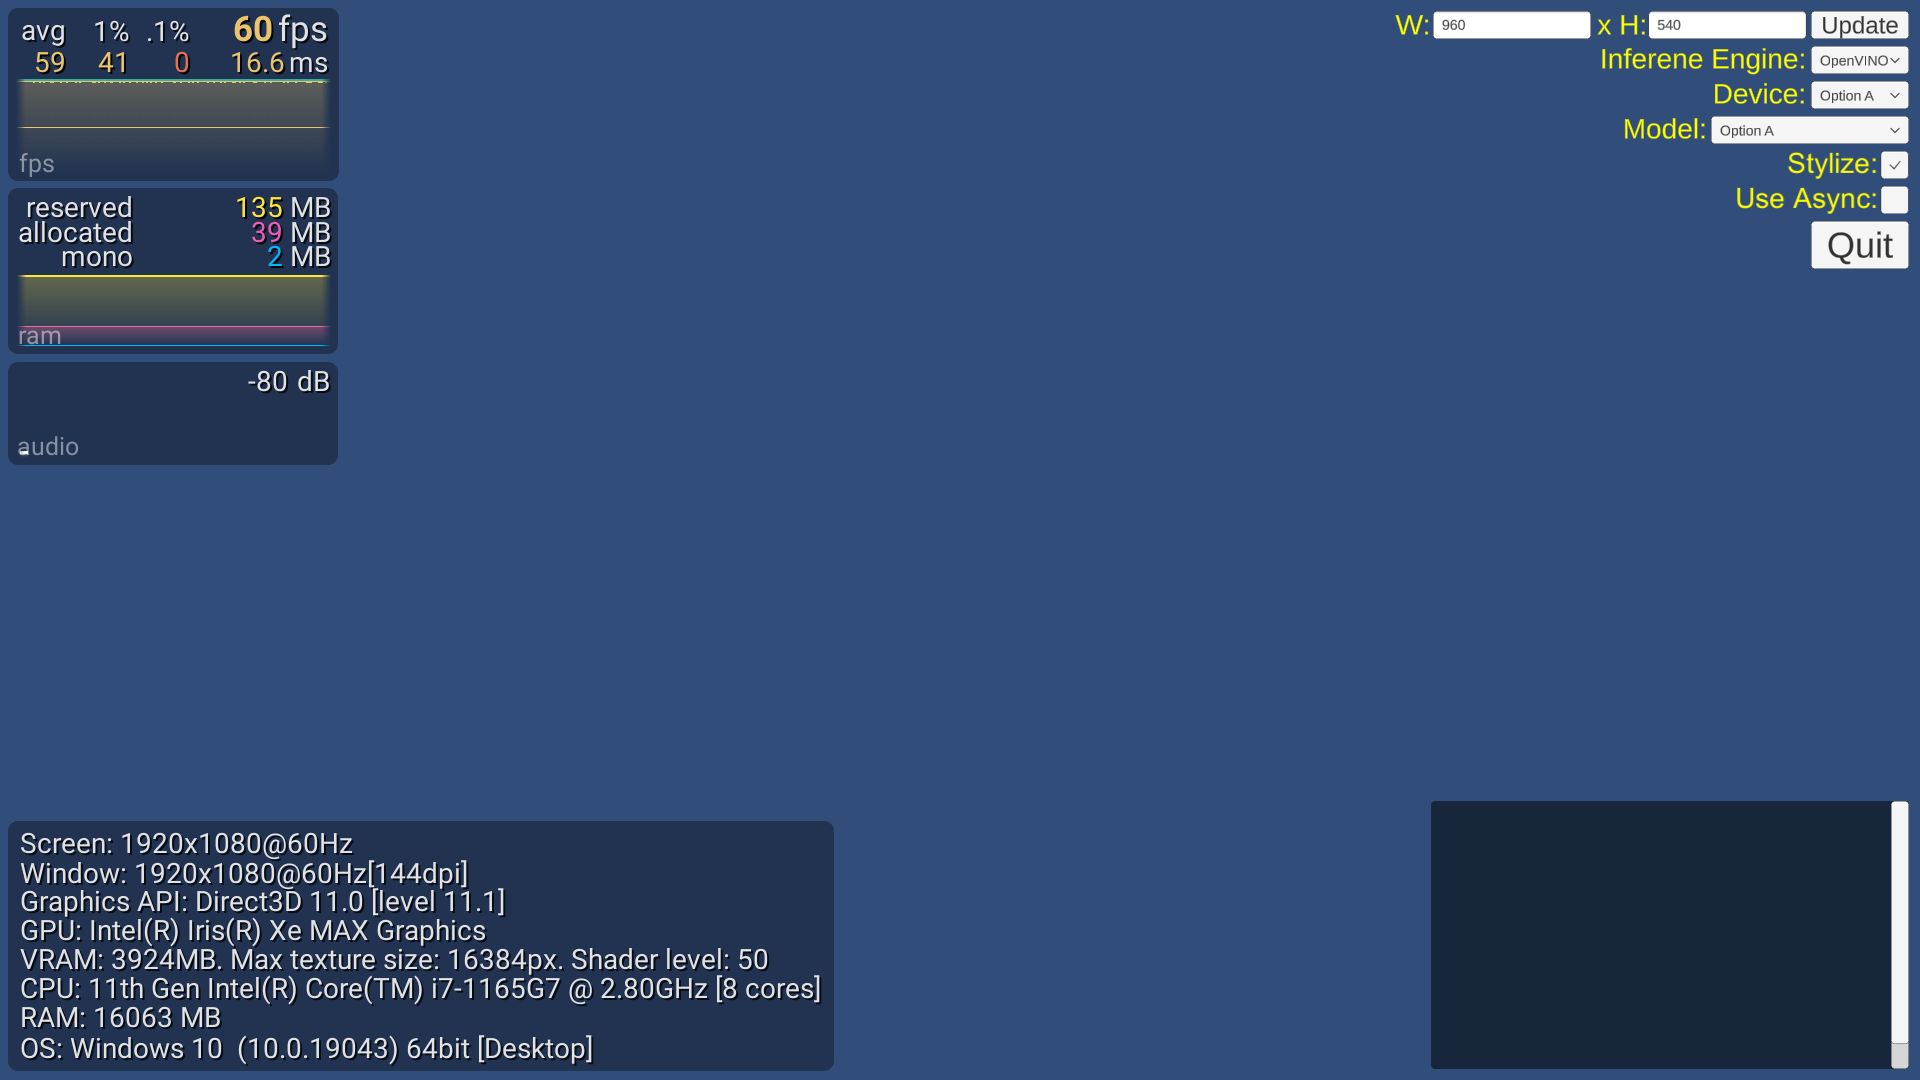 avg 1% .1% 60 fps
59 41 0 16.6 ms
fps
reserved 135 MB
allocated 39 MB
mono 2 MB
ram
-80 dB
audio
W: 960 x H: 540 Update
Inferene Engine: OpenVINO
Device: Option A
Model: Option A
Stylize:
Use Async:
Quit
Screen: 1920x1080@60Hz
Window: 1920x1080@60Hz[144dpi]
Graphics API: Direct3D 11.0 [level 11.1]
GPU: Intel(R) Iris(R) Xe MAX Graphics
VRAM: 3924MB. Max texture size: 16384px. Shader level: 50
CPU: 11th Gen Intel(R) Core(TM) i7-1165G7 @ 2.80GHz [8 cores]
RAM: 16063 MB
OS: Windows 10  (10.0.19043) 64bit [Desktop]